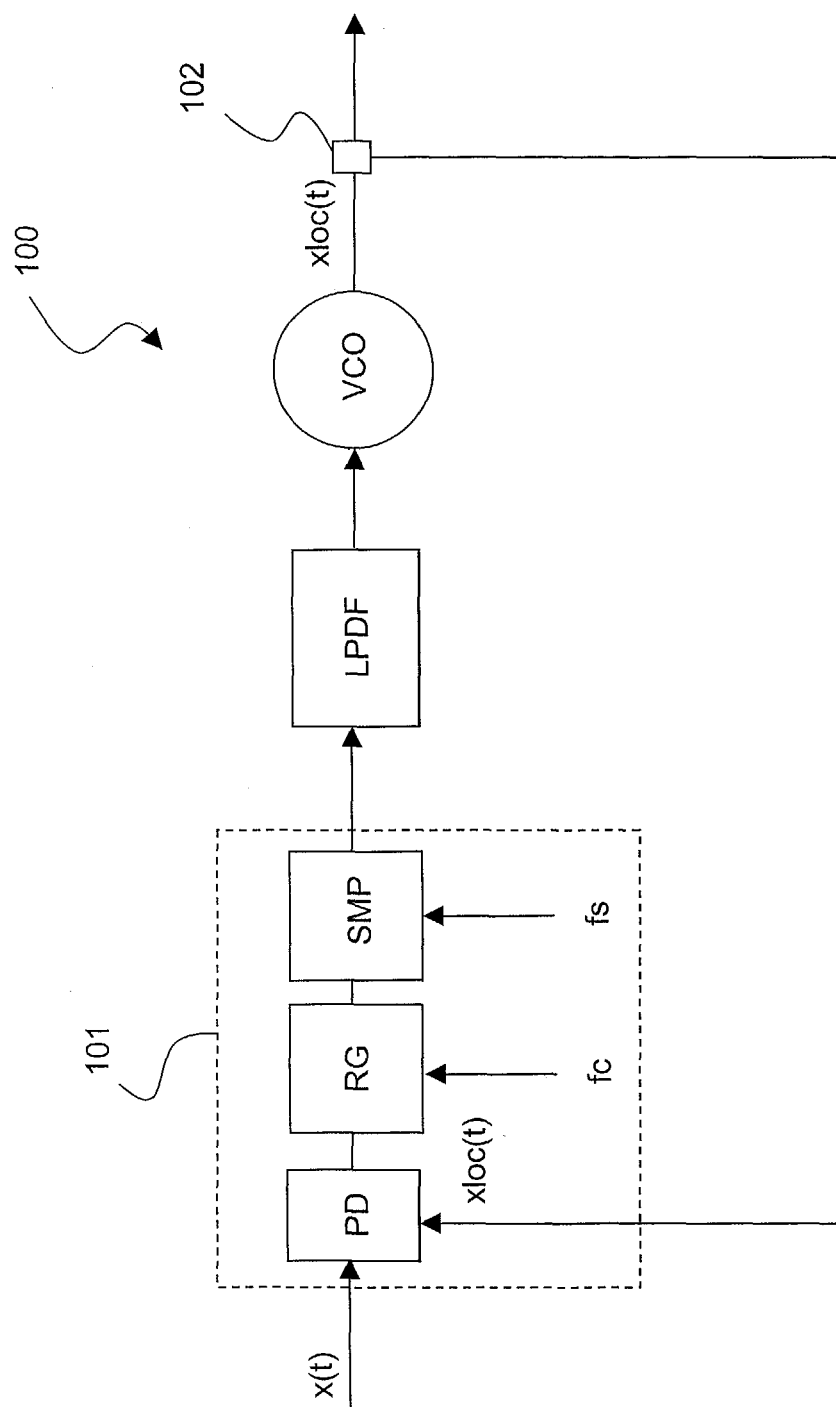 100
101
102
x(t)
PD
RG
SMP
LPDF
VCO
xloc(t)
xloc(t)
fc
fs